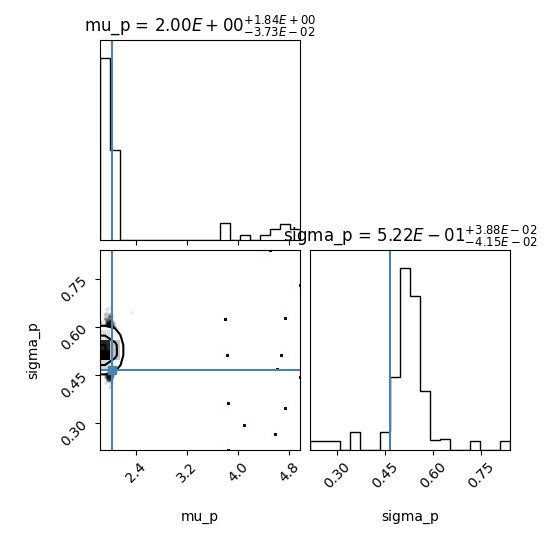 mu_p = 2.00E + 00+1.84E+00−3.73E−02
sigma_p = 5.22E − 01+3.88E−02−4.15E−02
sigma_p
0.75
0.60
0.45
0.30
2.4 3.2 4.0 4.8
0.30 0.45 0.60 0.75
mu_p
sigma_p